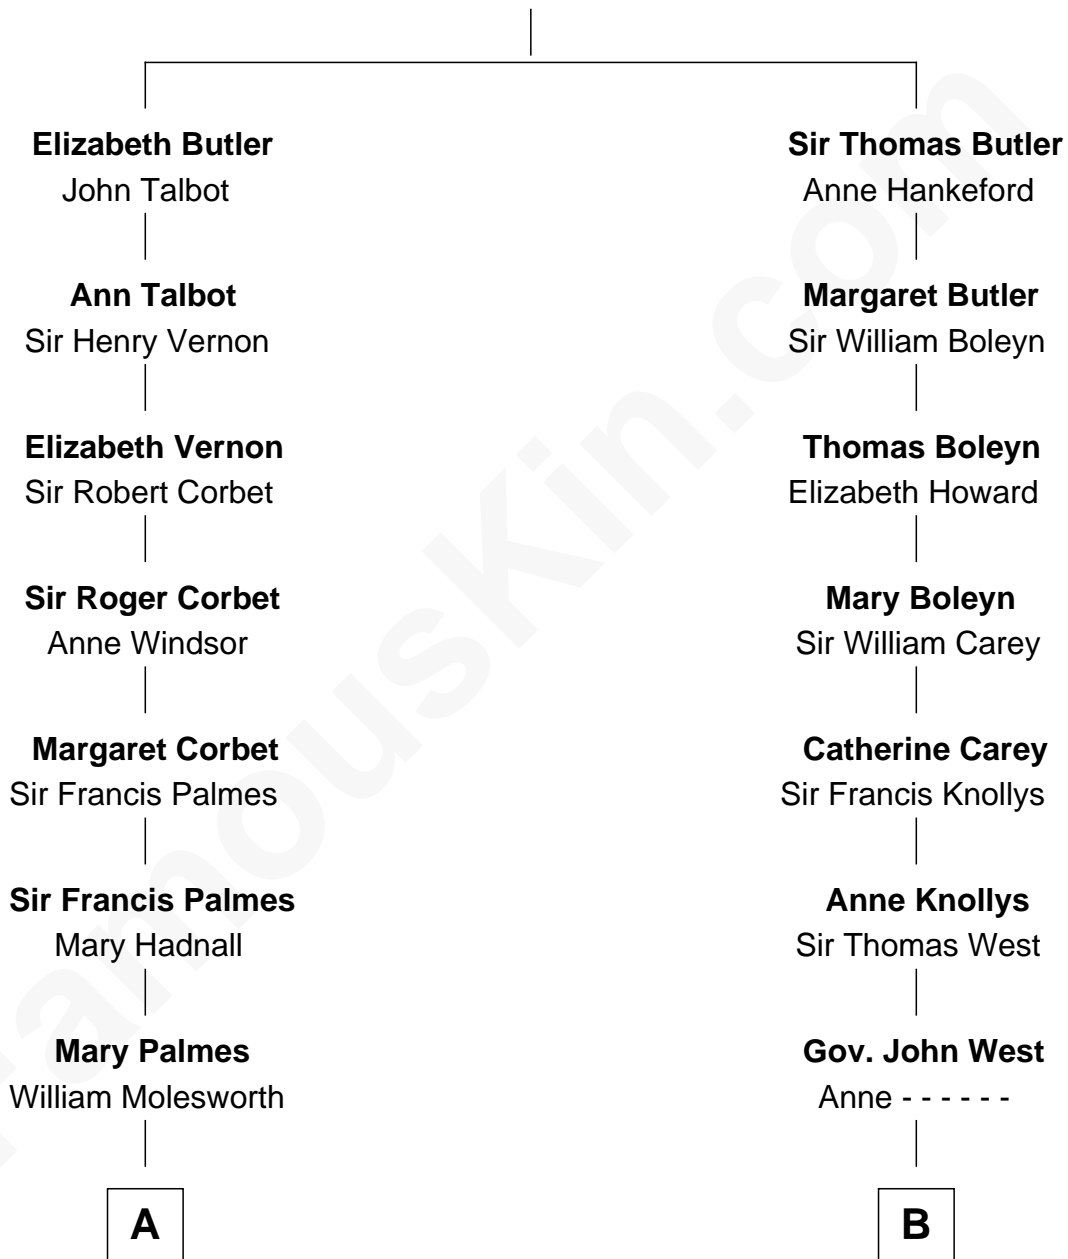 Elizabeth Butler
John Talbot
Ann Talbot
Sir Henry Vernon
Elizabeth Vernon
Sir Robert Corbet
Sir Roger Corbet
Anne Windsor
Margaret Corbet
Sir Francis Palmes
Sir Francis Palmes
Mary Hadnall
Mary Palmes
William Molesworth
A
Sir Thomas Butler
Anne Hankeford
Margaret Butler
Sir William Boleyn
Thomas Boleyn
Elizabeth Howard
Mary Boleyn
Sir William Carey
Catherine Carey
Sir Francis Knollys
Anne Knollys
Sir Thomas West
Gov. John West
Anne - - - - - -
B
FamousKin.com